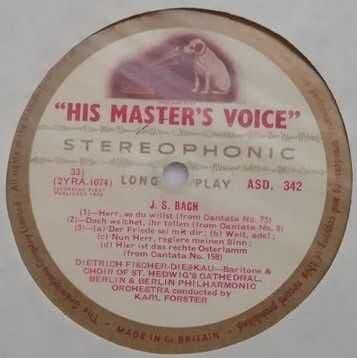 "HIS MASTER'S VOICE"
STEREOPHONIC
33⅓
(2YRA.1074)
LONG PLAY
ASD. 342
J. S. BACH
(1)—Herr, so du willst (from Cantata No. 73)
(2)—Doch weichet, ihr tollen (from Cantata No. 8)
(3)—(a) Der Friede sei mit dir; (b) Welt, ade!;
(c) Nun Herr, regiere meinen Sinn;
(d) Hier ist das rechte Osterlamm
(from Cantata No. 158)
DIETRICH FISCHER-DIESKAU—Baritone &
CHOIR OF ST. HEDWIG'S CATHEDRAL,
BERLIN & BERLIN PHILHARMONIC
ORCHESTRA conducted by
KARL FORSTER
MADE IN Gt. BRITAIN